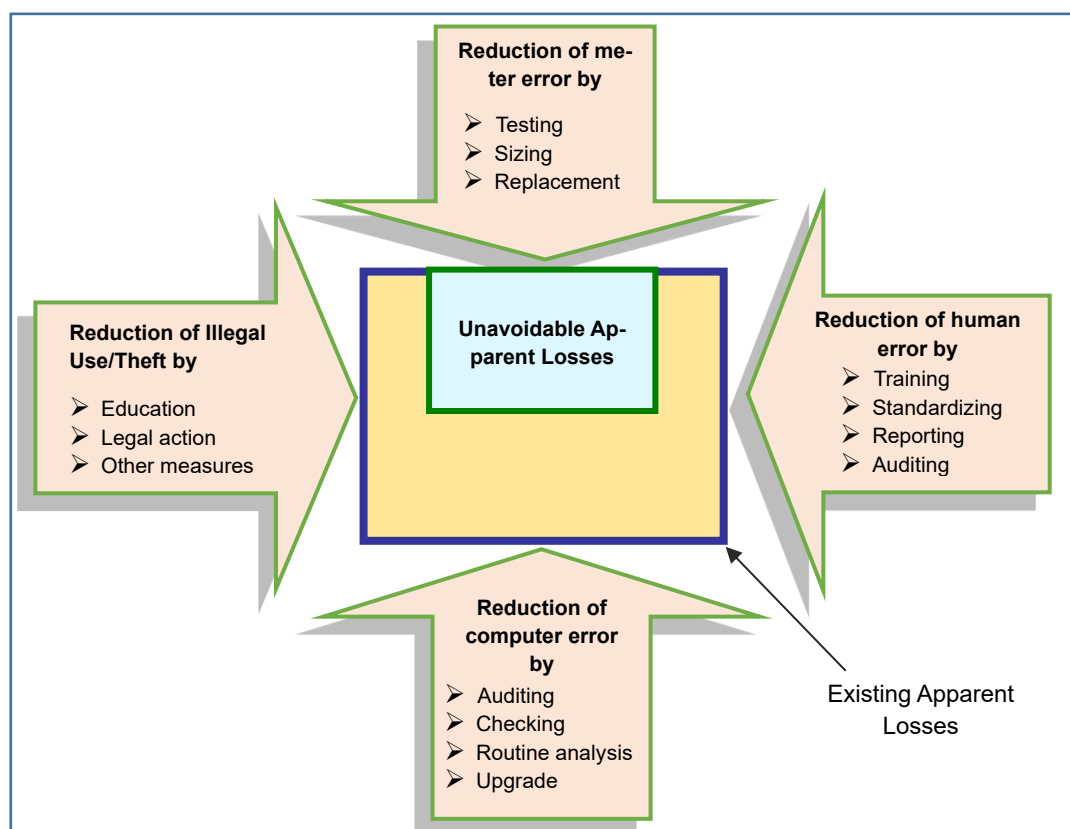 Reduction of me-
ter error by
➢ Testing
➢ Sizing
➢ Replacement
Reduction of Illegal
Use/Theft by
➢ Education
➢ Legal action
➢ Other measures
Unavoidable Ap-
parent Losses
Reduction of human
error by
➢ Training
➢ Standardizing
➢ Reporting
➢ Auditing
Reduction of
computer error
by
➢ Auditing
➢ Checking
➢ Routine analysis
➢ Upgrade
Existing Apparent
Losses